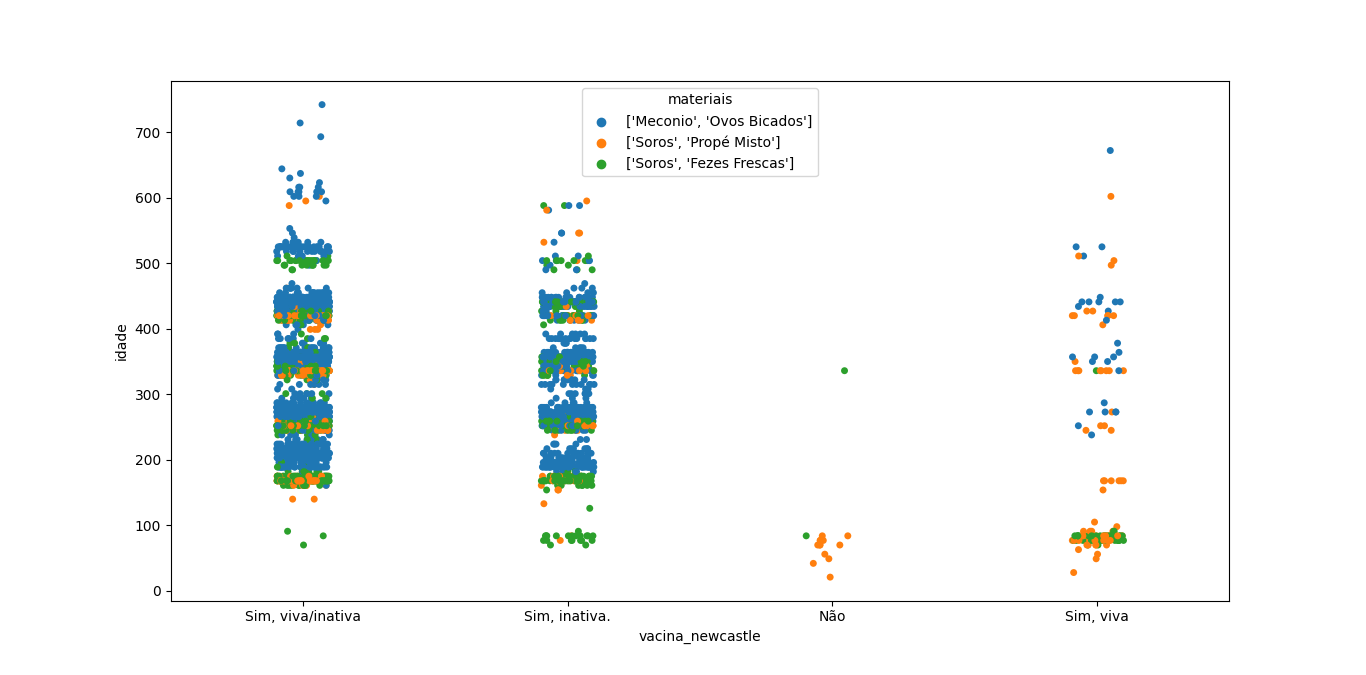 materiais
['Meconio', 'Ovos Bicados']
['Soros', 'Propé Misto']
['Soros', 'Fezes Frescas']
700
600
500
400
300
200
100
0
idade
Sim, viva/inativa
Sim, inativa.
Não
Sim, viva
vacina_newcastle